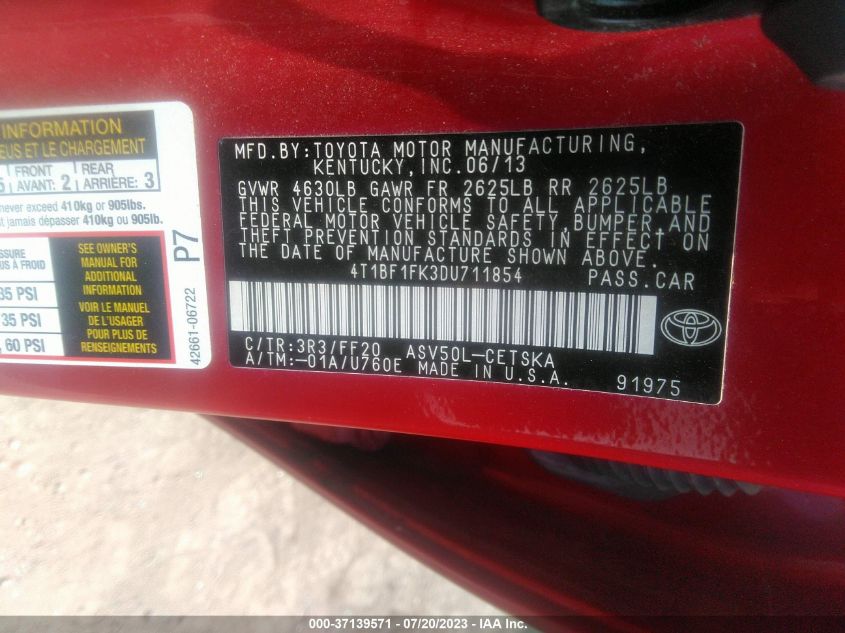 INFORMATION
EUS ET LE CHARGEMENT
5 FRONT AVANT: 2 REAR ARRIÈRE: 3
never exceed 410kg or 905lbs.
t jamais dépasser 410kg ou 905lb.
SSURE
S À FROID
35 PSI
35 PSI
, 60 PSI
SEE OWNER'S
MANUAL FOR
ADDITIONAL
INFORMATION
VOIR LE MANUEL
DE L'USAGER
POUR PLUS DE
RENSEIGNEMENTS
P7
42661-06722
MFD.BY:TOYOTA MOTOR MANUFACTURING,
KENTUCKY,INC.06/13
GVWR 4630LB GAWR FR 2625LB RR 2625LB
THIS VEHICLE CONFORMS TO ALL APPLICABLE
FEDERAL MOTOR VEHICLE SAFETY,BUMPER,AND
THEFT PREVENTION STANDARDS IN EFFECT ON
THE DATE OF MANUFACTURE SHOWN ABOVE.
4T1BF1FK3DU711854 PASS.CAR
C/TR:3R3/FF20 ASV50L-CETSKA
A/TM:-01A/U760E MADE IN U.S.A.
91975
000-37139571 - 07/20/2023 - IAA Inc.